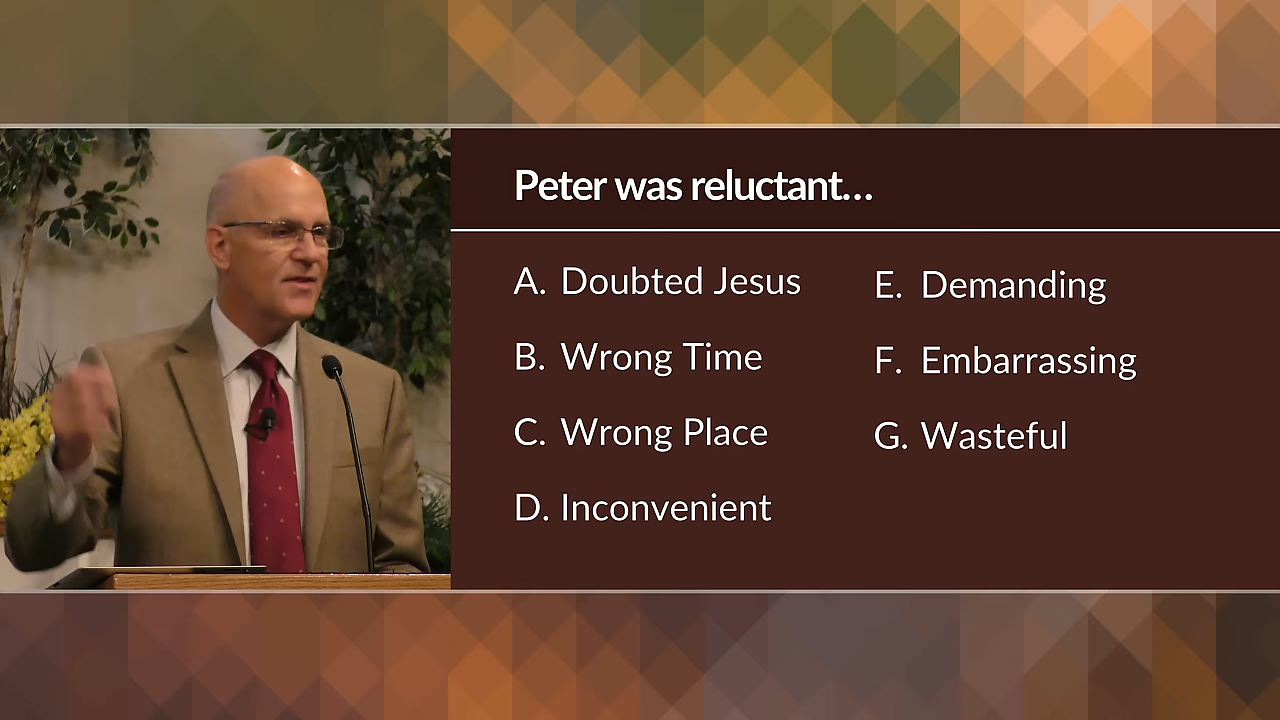 Peter was reluctant...
A. Doubted Jesus
B. Wrong Time
C. Wrong Place
D. Inconvenient
E. Demanding
F. Embarrassing
G. Wasteful